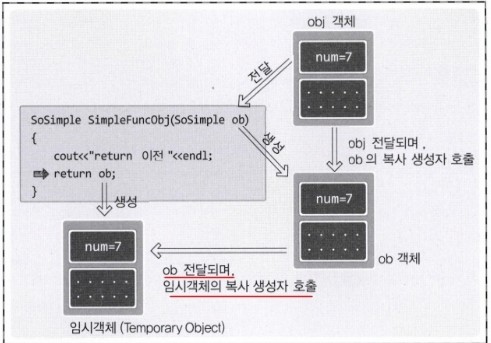 obj 객체
num=7
전달
SoSimple SimpleFuncObj(SoSimple ob)
{
cout<<"return 이전 "<<endl;
return ob;
}
생성
obj 전달되며,
ob의 복사 생성자 호출
생성
num=7
ob 객체
num=7
ob 전달되며,
임시객체의 복사 생성자 호출
임시객체 (Temporary Object)